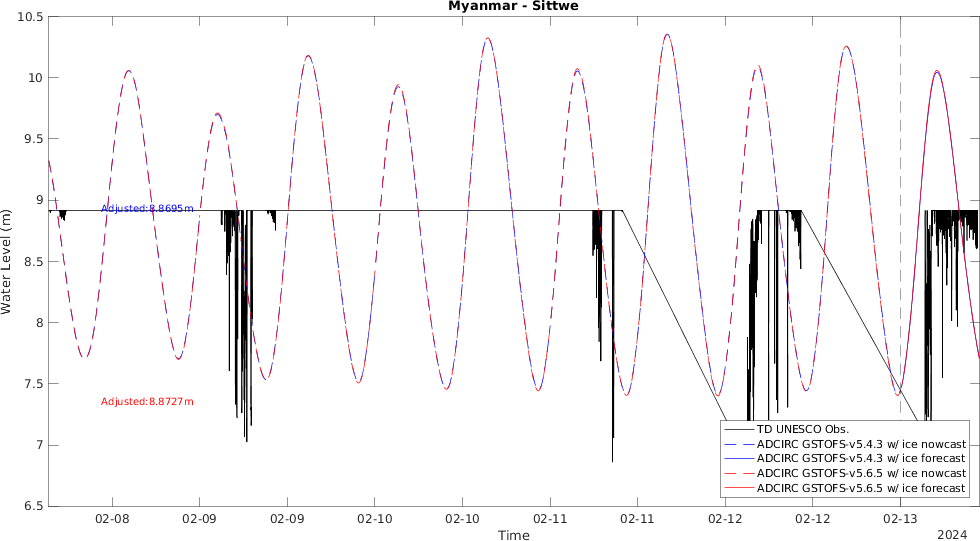 Myanmar - Sittwe
Water Level (m)
10.5
10
9.5
9
8.5
8
7.5
7
6.5
Adjusted:8.8695m
Adjusted:8.8727m
TD UNESCO Obs.
ADCIRC GSTOFS-v5.4.3 w/ ice nowcast
ADCIRC GSTOFS-v5.4.3 w/ ice forecast
ADCIRC GSTOFS-v5.6.5 w/ ice nowcast
ADCIRC GSTOFS-v5.6.5 w/ ice forecast
02-08 02-09 02-09 02-10 02-10 02-11 02-11 02-12 02-12 02-13
Time
2024